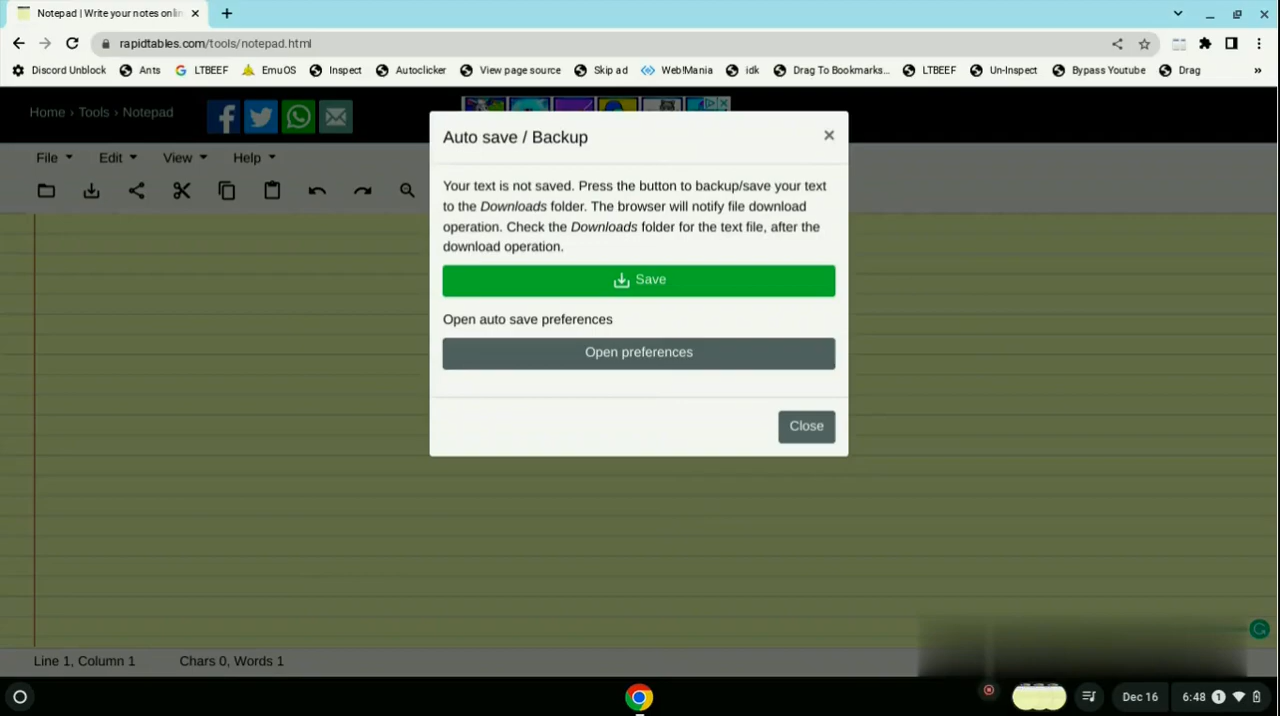 Notepad | Write your notes onlin
rapidtables.com/tools/notepad.html
Discord Unblock Ants LTBEEF EmuOS Inspect Autoclicker View page source Skip ad Web!Mania idk Drag To Bookmarks... LTBEEF Un-Inspect Bypass Youtube Drag »
Home › Tools › Notepad
Auto save / Backup
File Edit View Help
Your text is not saved. Press the button to backup/save your text
to the Downloads folder. The browser will notify file download
operation. Check the Downloads folder for the text file, after the
download operation.
Save
Open auto save preferences
Open preferences
Close
Line 1, Column 1 Chars 0, Words 1
Dec 16 6:48 1